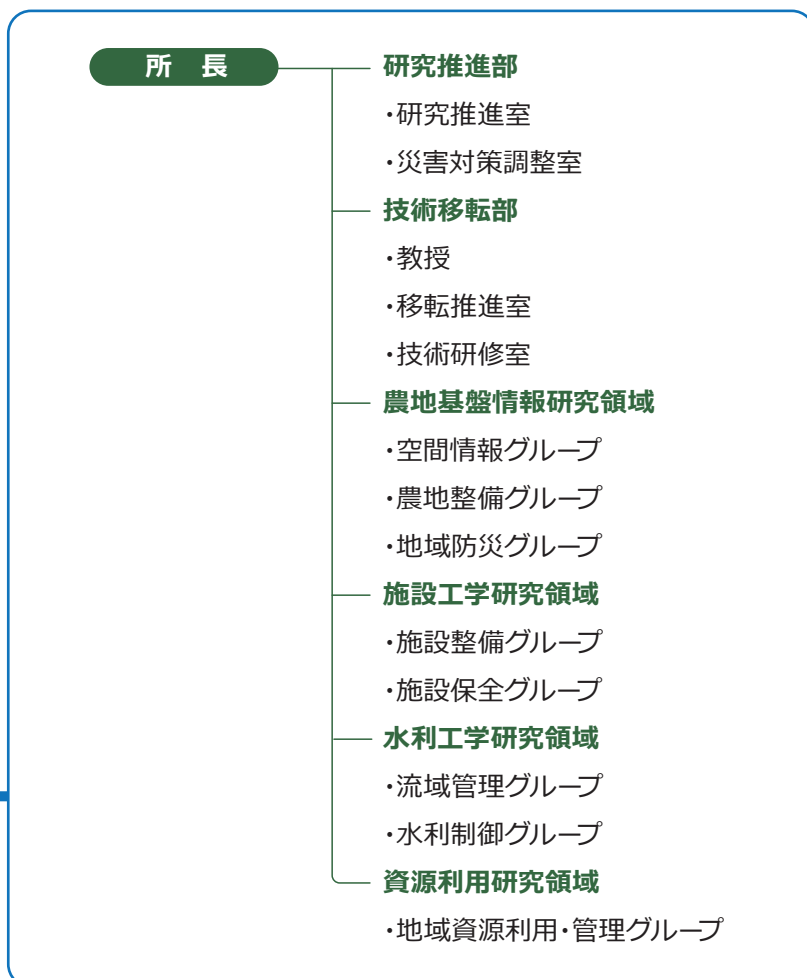 所　長
研究推進部
・研究推進室
・災害対策調整室
技術移転部
・教授
・移転推進室
・技術研修室
農地基盤情報研究領域
・空間情報グループ
・農地整備グループ
・地域防災グループ
施設工学研究領域
・施設整備グループ
・施設保全グループ
水利工学研究領域
・流域管理グループ
・水利制御グループ
資源利用研究領域
・地域資源利用・管理グループ